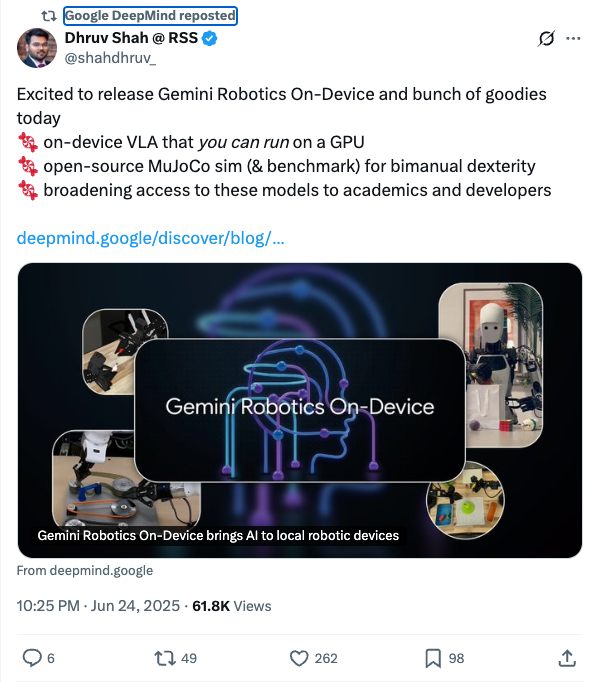 Google DeepMind reposted
Dhruv Shah @ RSS
@shahdhruv_
Excited to release Gemini Robotics On-Device and bunch of goodies
today
🍬 on-device VLA that you can run on a GPU
🍬 open-source MuJoCo sim (& benchmark) for bimanual dexterity
🍬 broadening access to these models to academics and developers
deepmind.google/discover/blog/...
Gemini Robotics On-Device
Gemini Robotics On-Device brings AI to local robotic devices
From deepmind.google
10:25 PM · Jun 24, 2025 · 61.8K Views
6 49 262 98